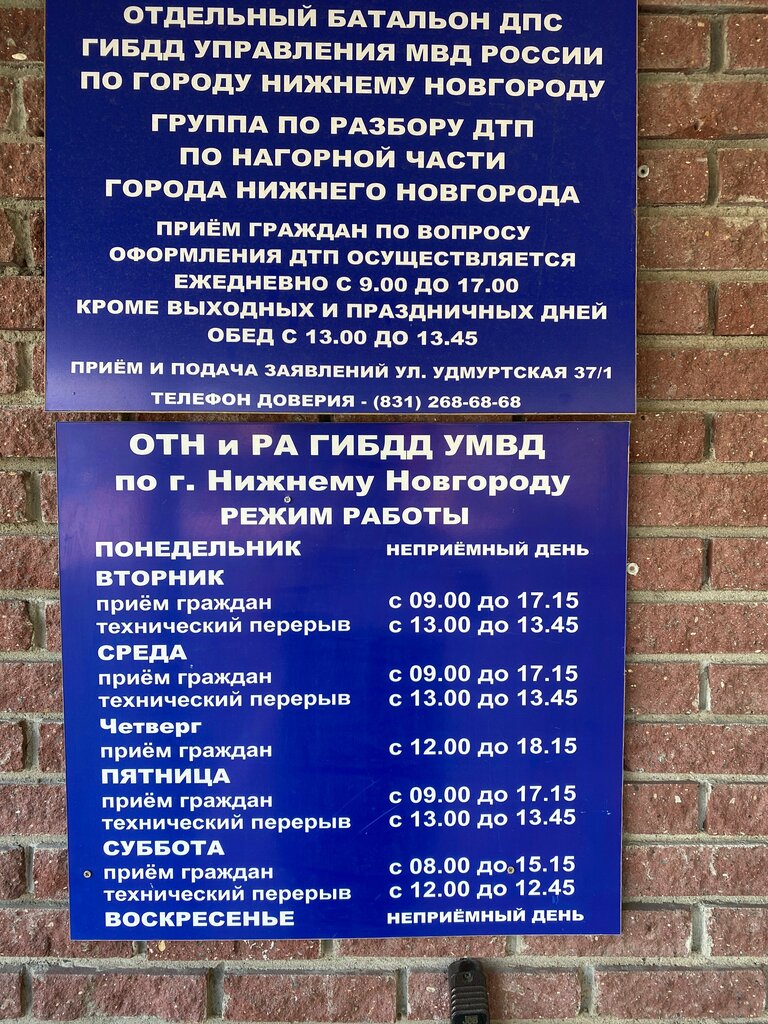 ОТДЕЛЬНЫЙ БАТАЛЬОН ДПС
ГИБДД УПРАВЛЕНИЯ МВД РОССИИ
ПО ГОРОДУ НИЖНЕМУ НОВГОРОДУ
ГРУППА ПО РАЗБОРУ ДТП
ПО НАГОРНОЙ ЧАСТИ
ГОРОДА НИЖНЕГО НОВГОРОДА
ПРИЁМ ГРАЖДАН ПО ВОПРОСУ
ОФОРМЛЕНИЯ ДТП ОСУЩЕСТВЛЯЕТСЯ
ЕЖЕДНЕВНО С 9.00 ДО 17.00
КРОМЕ ВЫХОДНЫХ И ПРАЗДНИЧНЫХ ДНЕЙ
ОБЕД С 13.00 ДО 13.45
ПРИЁМ И ПОДАЧА ЗАЯВЛЕНИЙ УЛ. УДМУРТСКАЯ 37/1
ТЕЛЕФОН ДОВЕРИЯ - (831) 268-68-68
ОТН и РА ГИБДД УМВД
по г. Нижнему Новгороду
РЕЖИМ РАБОТЫ
ПОНЕДЕЛЬНИК НЕПРИЁМНЫЙ ДЕНЬ
ВТОРНИК
приём граждан с 09.00 до 17.15
технический перерыв с 13.00 до 13.45
СРЕДА
приём граждан с 09.00 до 17.15
технический перерыв с 13.00 до 13.45
Четверг
приём граждан с 12.00 до 18.15
ПЯТНИЦА
приём граждан с 09.00 до 17.15
технический перерыв с 13.00 до 13.45
СУББОТА
приём граждан с 08.00 до 15.15
технический перерыв с 12.00 до 12.45
ВОСКРЕСЕНЬЕ НЕПРИЁМНЫЙ ДЕНЬ